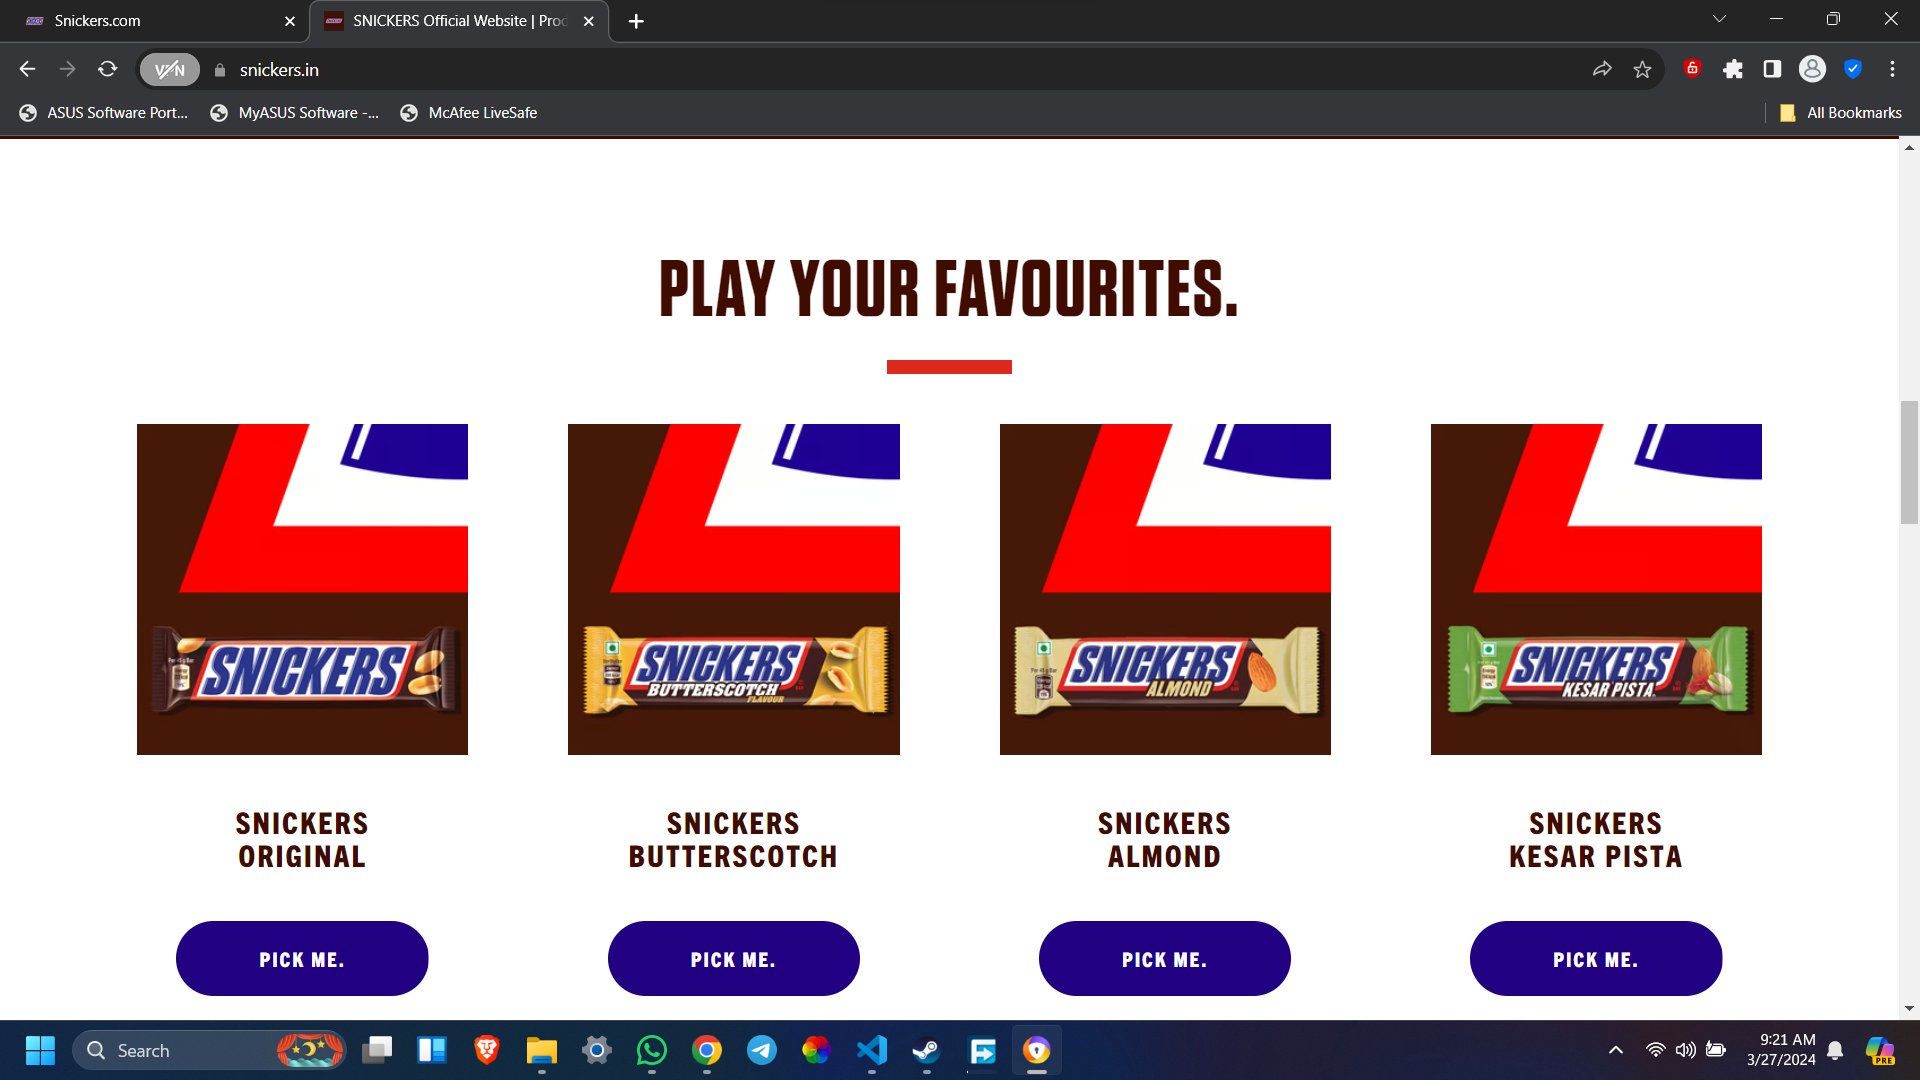 Snickers.com
SNICKERS Official Website | Prod
VPN
snickers.in
ASUS Software Port...
MyASUS Software -...
McAfee LiveSafe
All Bookmarks
PLAY YOUR FAVOURITES.
SNICKERS
SNICKERS
BUTTERSCOTCH
FLAVOUR
SNICKERS
ALMOND
SNICKERS
KESAR PISTA
SNICKERS
ORIGINAL
SNICKERS
BUTTERSCOTCH
SNICKERS
ALMOND
SNICKERS
KESAR PISTA
PICK ME.
PICK ME.
PICK ME.
PICK ME.
Search
9:21 AM
3/27/2024
PRE